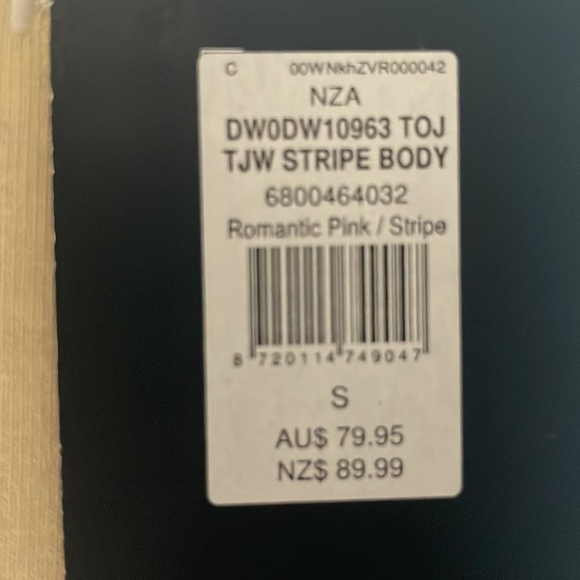 C 00WNkhZVR000042
NZA
DW0DW10963 TOJ
TJW STRIPE BODY
6800464032
Romantic Pink / Stripe
8 720114 749047
S
AU$ 79.95
NZ$ 89.99